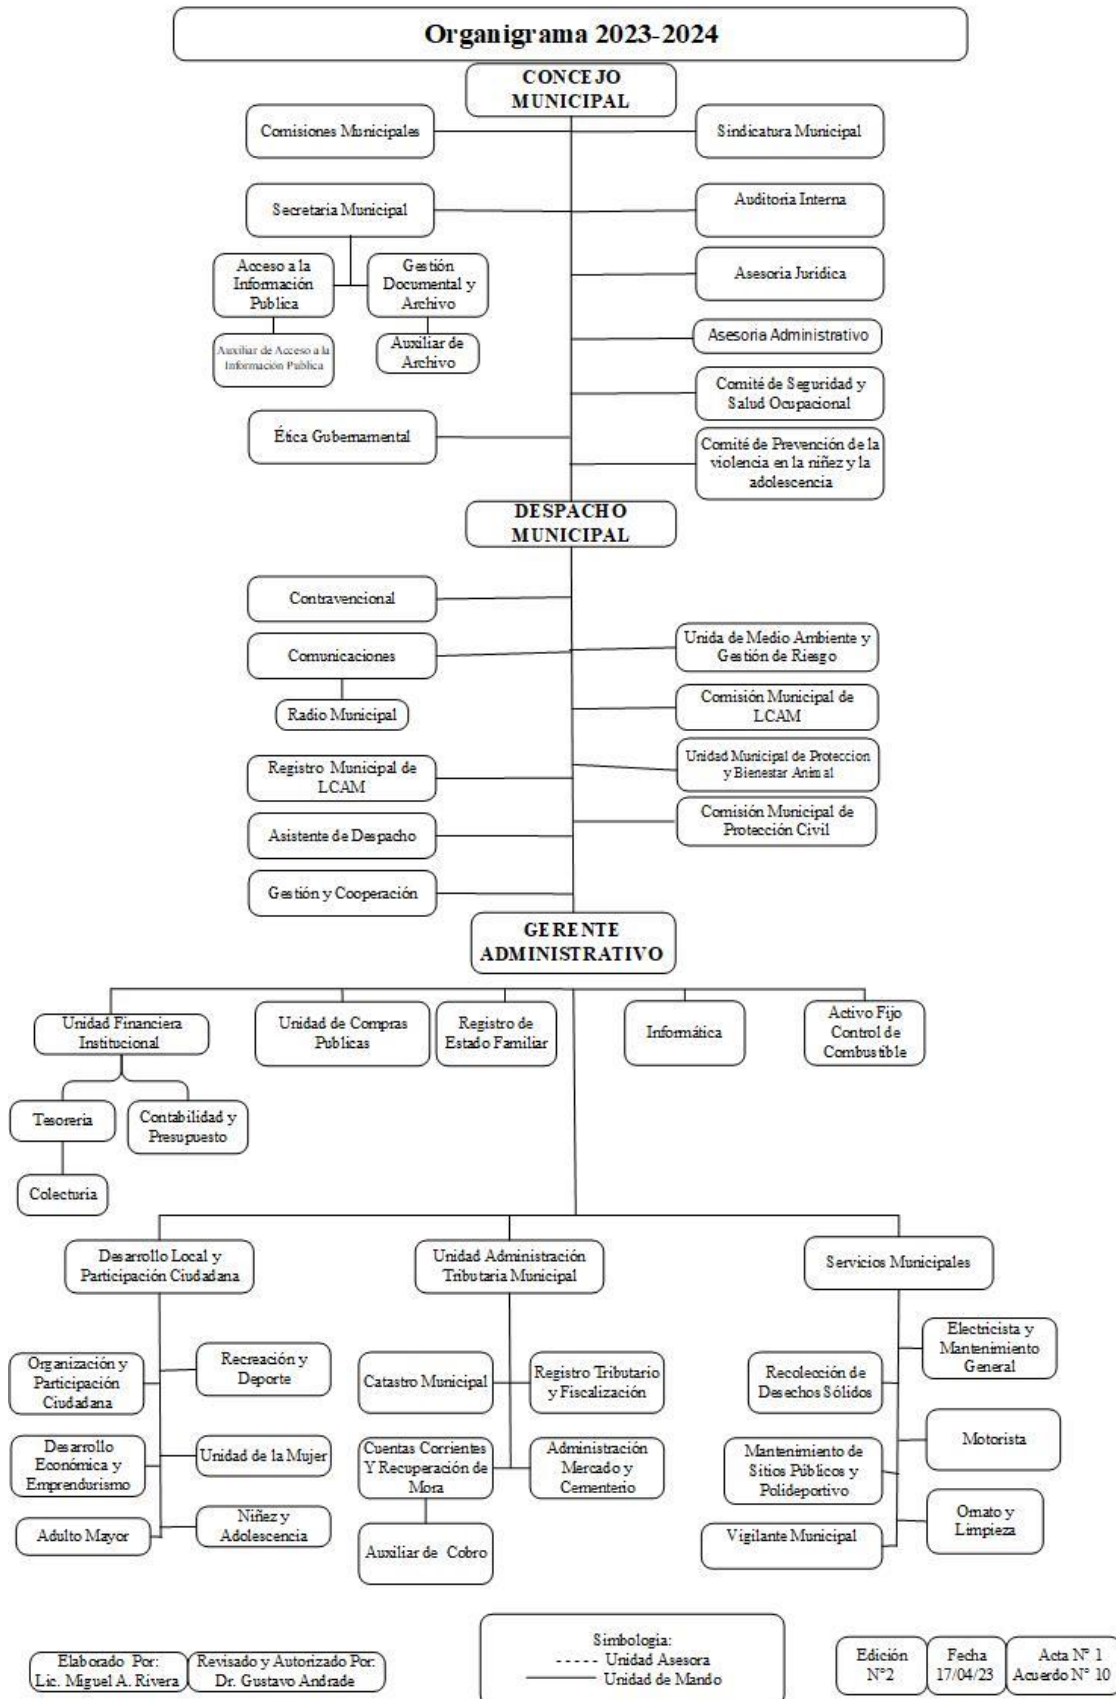 Organigrama 2023-2024
CONCEJO
MUNICIPAL
Comisiones Municipales
Sindicatura Municipal
Secretaria Municipal
Auditoria Interna
Acceso a la
Información
Publica
Gestión
Documental y
Archivo
Asesoria Juridica
Auxiliar de Acceso a la
Información Publica
Auxiliar de
Archivo
Asesoria Administrativo
Comité de Seguridad y
Salud Ocupacional
Ética Gubernamental
Comité de Prevención de la
violencia en la niñez y la
adolescencia
DESPACHO
MUNICIPAL
Contravencional
Comunicaciones
Unida de Medio Ambiente y
Gestión de Riesgo
Radio Municipal
Comisión Municipal de
LCAM
Registro Municipal de
LCAM
Unidad Municipal de Proteccion
y Bienestar Animal
Asistente de Despacho
Comisión Municipal de
Protección Civil
Gestión y Cooperación
GERENTE
ADMINISTRATIVO
Unidad Financiera
Institucional
Unidad de Compras
Publicas
Registro de
Estado Familiar
Informática
Activo Fijo
Control de
Combustible
Tesoreria
Contabilidad y
Presupuesto
Colecturia
Desarrollo Local y
Participación Ciudadana
Unidad Administración
Tributaria Municipal
Servicios Municipales
Organización y
Participación
Ciudadana
Recreación y
Deporte
Catastro Municipal
Registro Tributario
y Fiscalización
Recolección de
Desechos Sólidos
Electricista y
Mantenimiento
General
Desarrollo
Económica y
Emprendurismo
Unidad de la Mujer
Cuentas Corrientes
Y Recuperación de
Mora
Administración
Mercado y
Cementerio
Mantenimiento de
Sitios Públicos y
Polideportivo
Motorista
Adulto Mayor
Niñez y
Adolescencia
Auxiliar de Cobro
Vigilante Municipal
Ornato y
Limpieza
Elaborado Por:
Lic. Miguel A. Rivera
Revisado y Autorizado Por:
Dr. Gustavo Andrade
Simbologia:
----- Unidad Asesora
Unidad de Mando
Edición
N°2
Fecha
17/04/23
Acta N° 1
Acuerdo N° 10